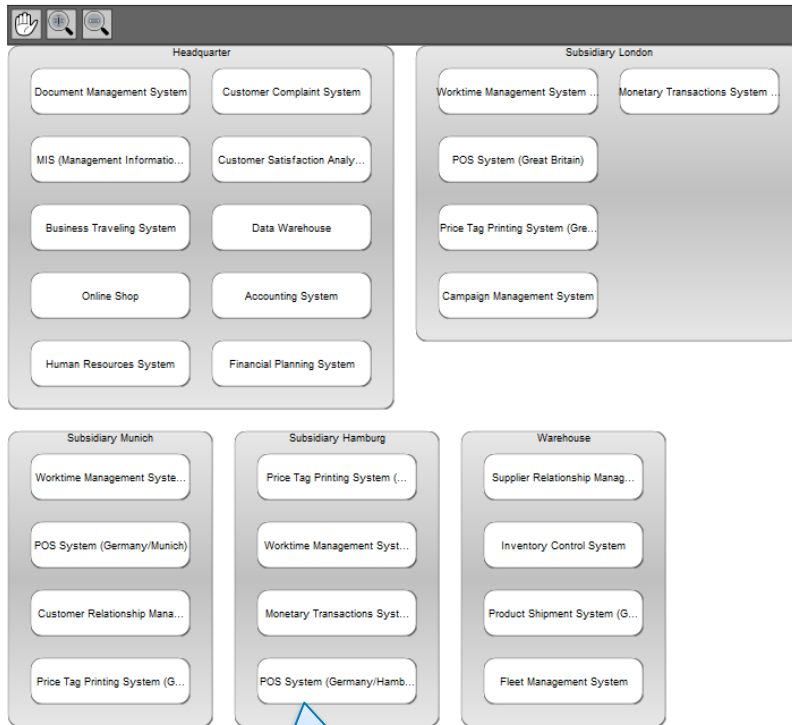 Headquarter
Document Management System
Customer Complaint System
MIS (Management Informatio...
Customer Satisfaction Analy...
Business Traveling System
Data Warehouse
Online Shop
Accounting System
Human Resources System
Financial Planning System
Subsidiary London
Worktime Management System ...
Monetary Transactions System ...
POS System (Great Britain)
Price Tag Printing System (Gre...
Campaign Management System
Subsidiary Munich
Worktime Management Syste...
POS System (Germany/Munich)
Customer Relationship Mana...
Price Tag Printing System (G...
Subsidiary Hamburg
Price Tag Printing System (...
Worktime Management Syst...
Monetary Transactions Syst...
POS System (Germany/Hamb...
Warehouse
Supplier Relationship Manag...
Inventory Control System
Product Shipment System (G...
Fleet Management System